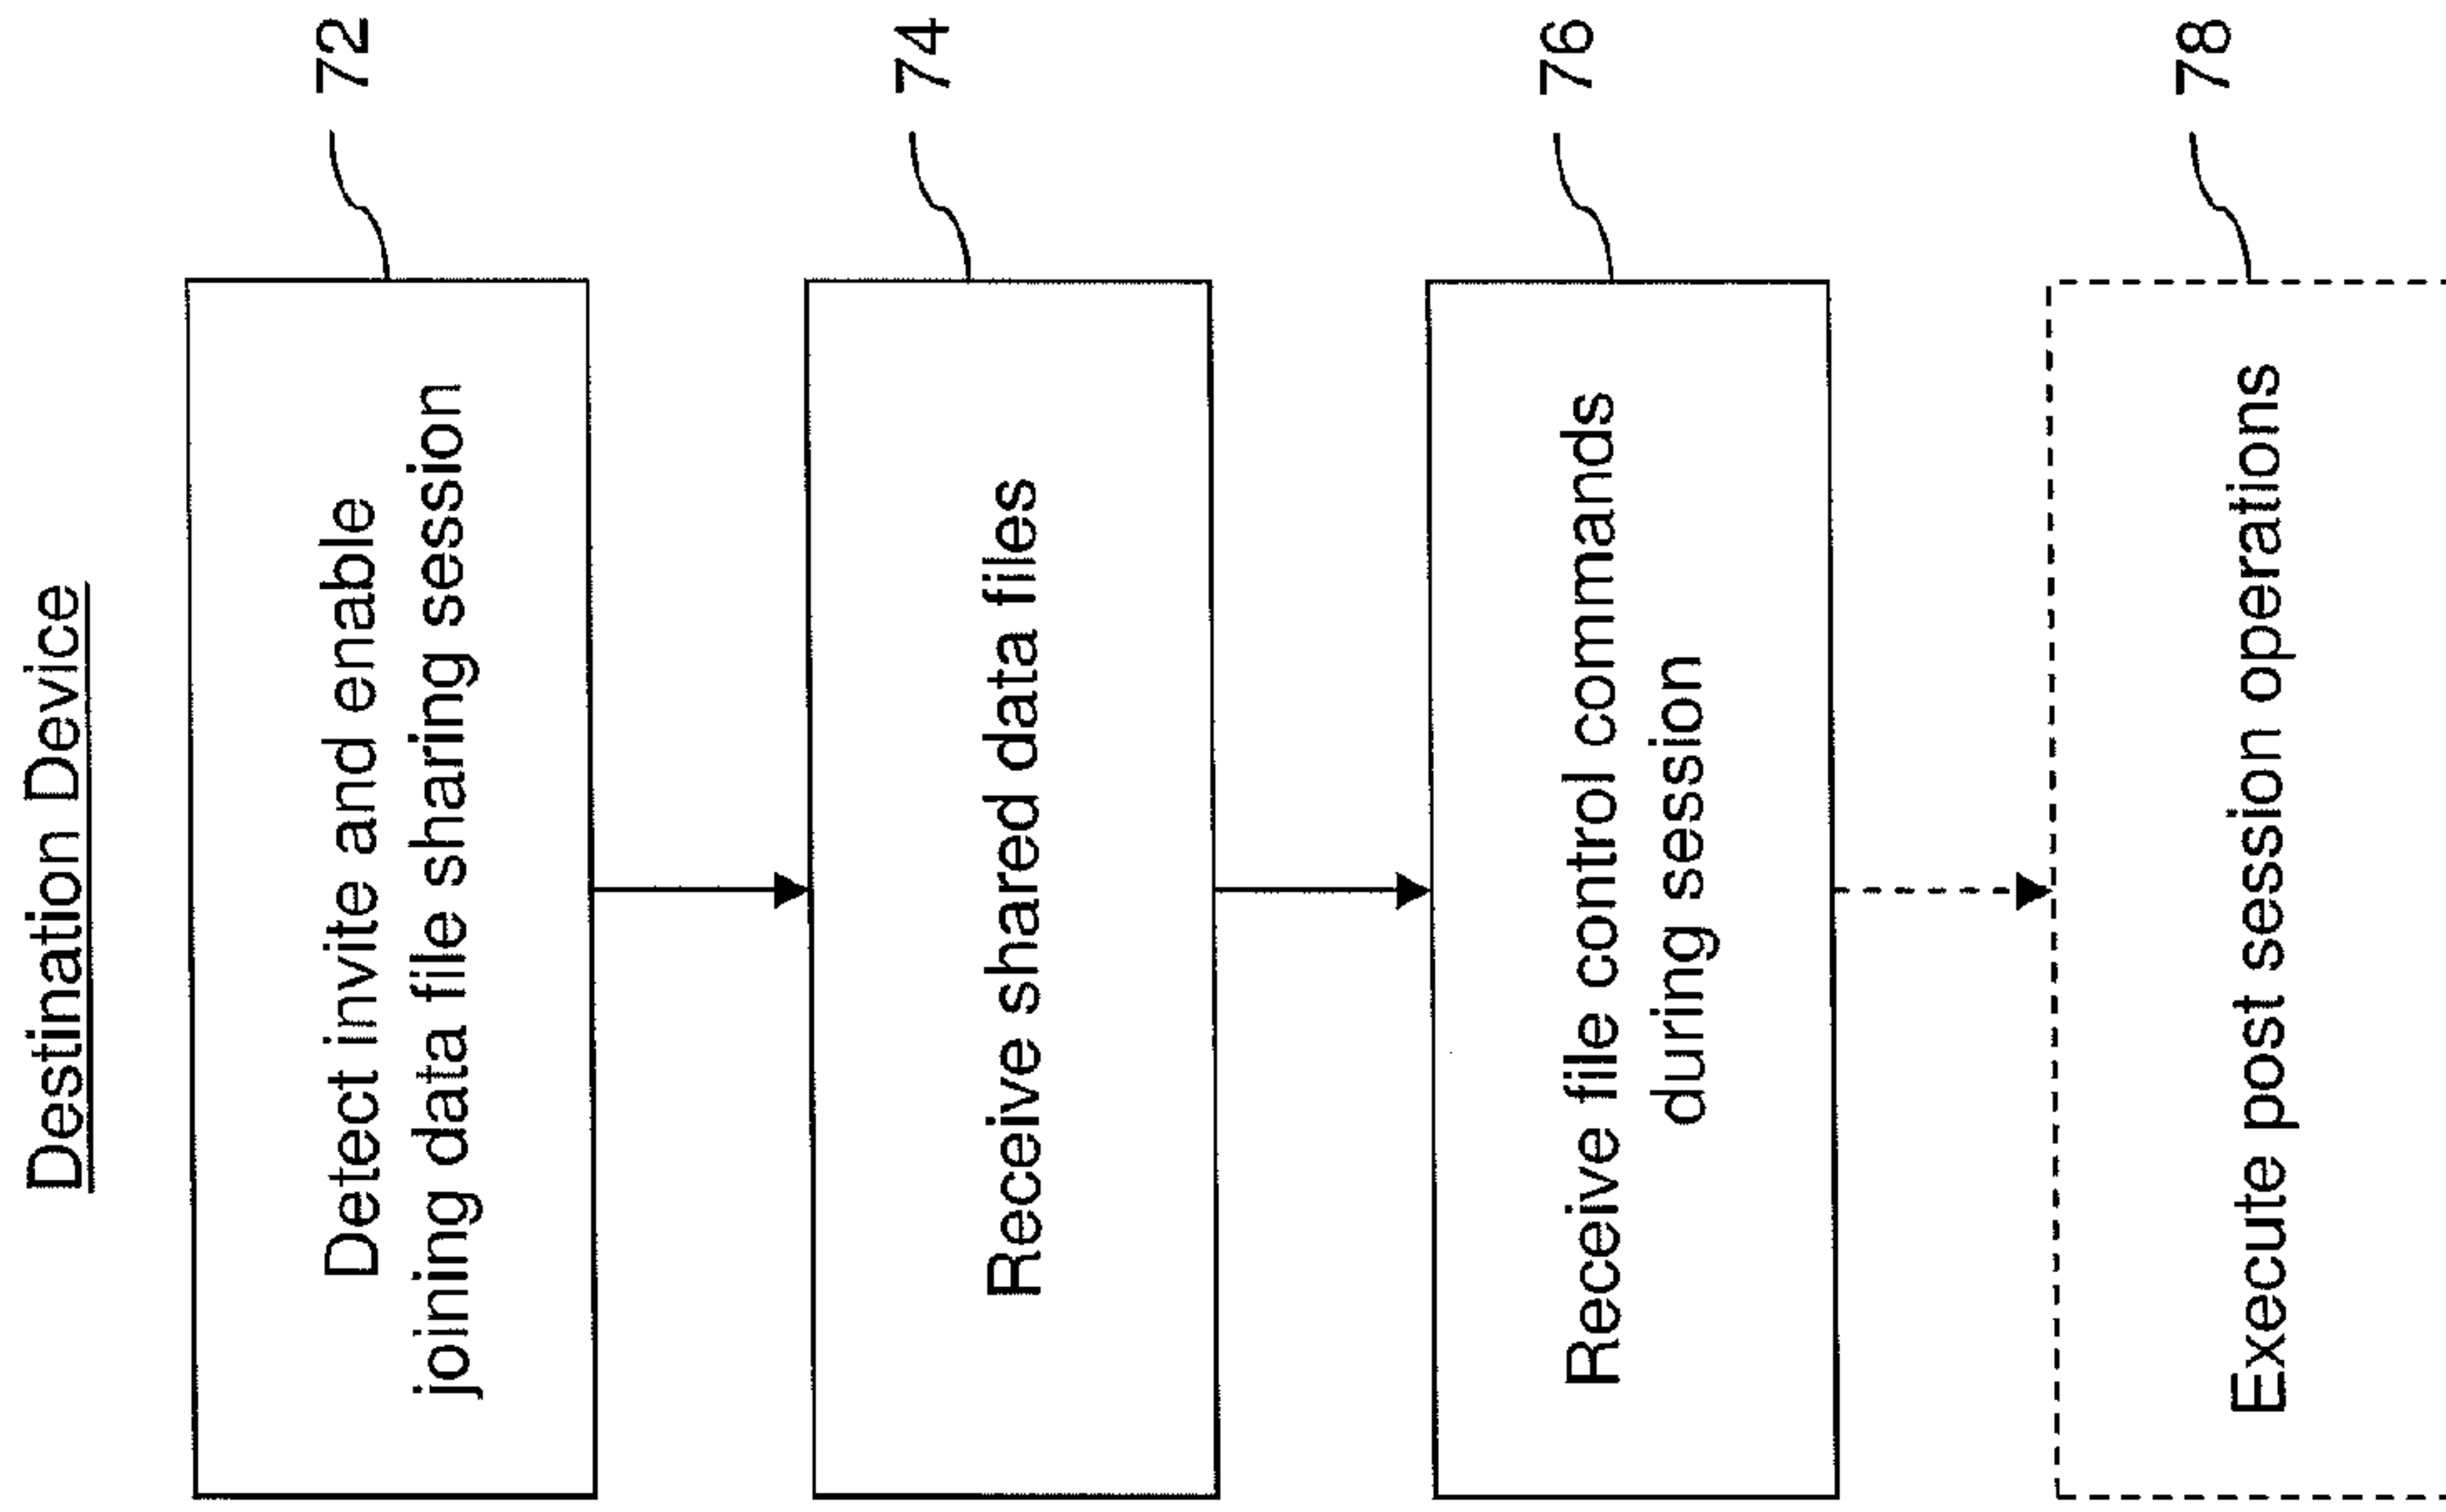 Destination Device
Detect invite and enable
joining data file sharing session
72
Receive shared data files
74
Receive file control commands
during session
76
Execute post session operations
78